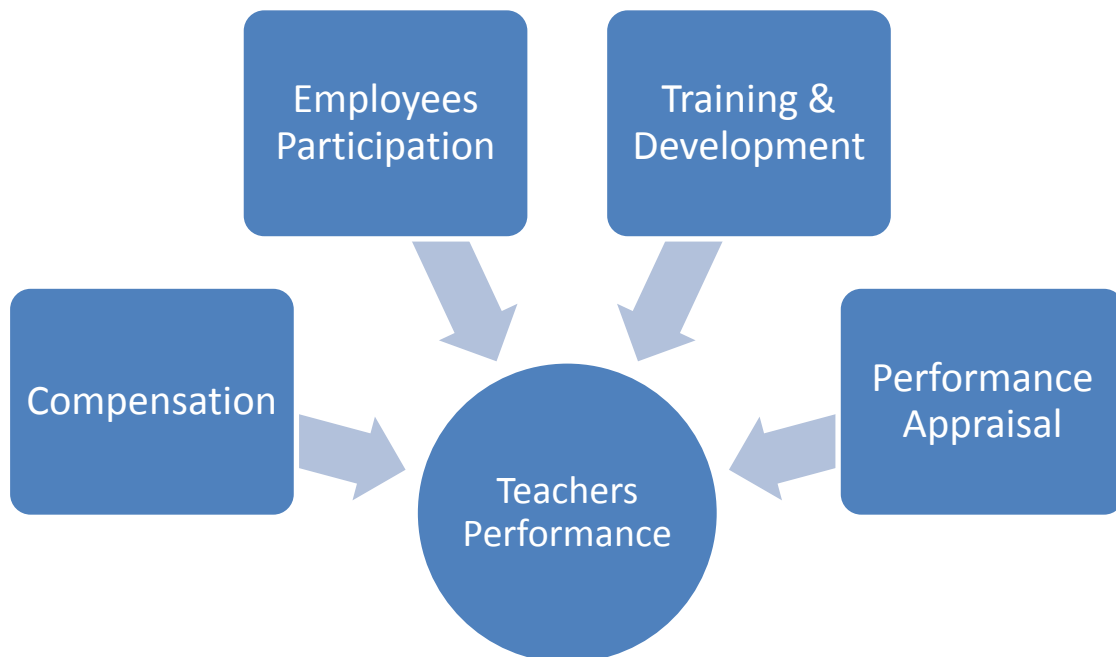 Employees
Participation
Training &
Development
Compensation
Performance
Appraisal
Teachers
Performance